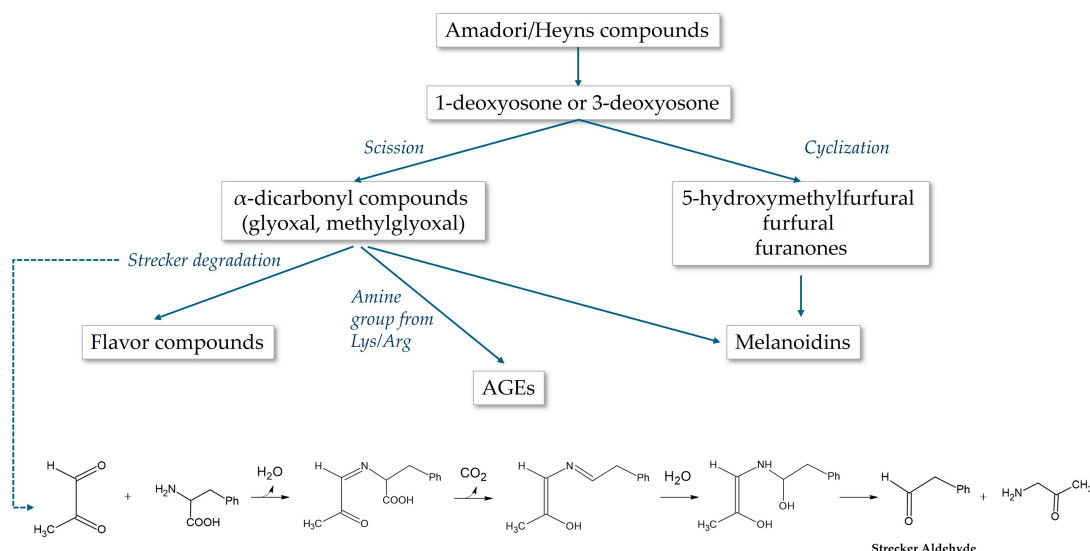 Amadori/Heyns compounds
1-deoxyosone or 3-deoxyosone
Scission
Cyclization
α-dicarbonyl compounds
(glyoxal, methylglyoxal)
5-hydroxymethylfurfural
furfural
furanones
Strecker degradation
Amine
group from
Lys/Arg
Flavor compounds
Melanoidins
AGEs
H
O
H₃C
O
+
H₂N
Ph
COOH
H₂O
H
N
Ph
COOH
H₃C
O
CO₂
H
N
Ph
H₃C
OH
H₂O
H
NH
Ph
OH
H₃C
OH
H
Ph
O
+
H₂N
CH₃
O
Strecker Aldehyde